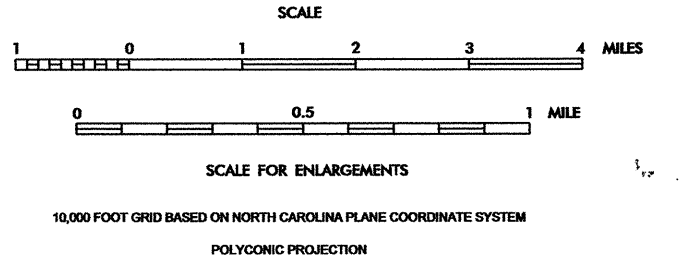 SCALE
1 0 1 2 3 4 MILES
0 0.5 1 MILE
SCALE FOR ENLARGEMENTS
10,000 FOOT GRID BASED ON NORTH CAROLINA PLANE COORDINATE SYSTEM
POLYCONIC PROJECTION